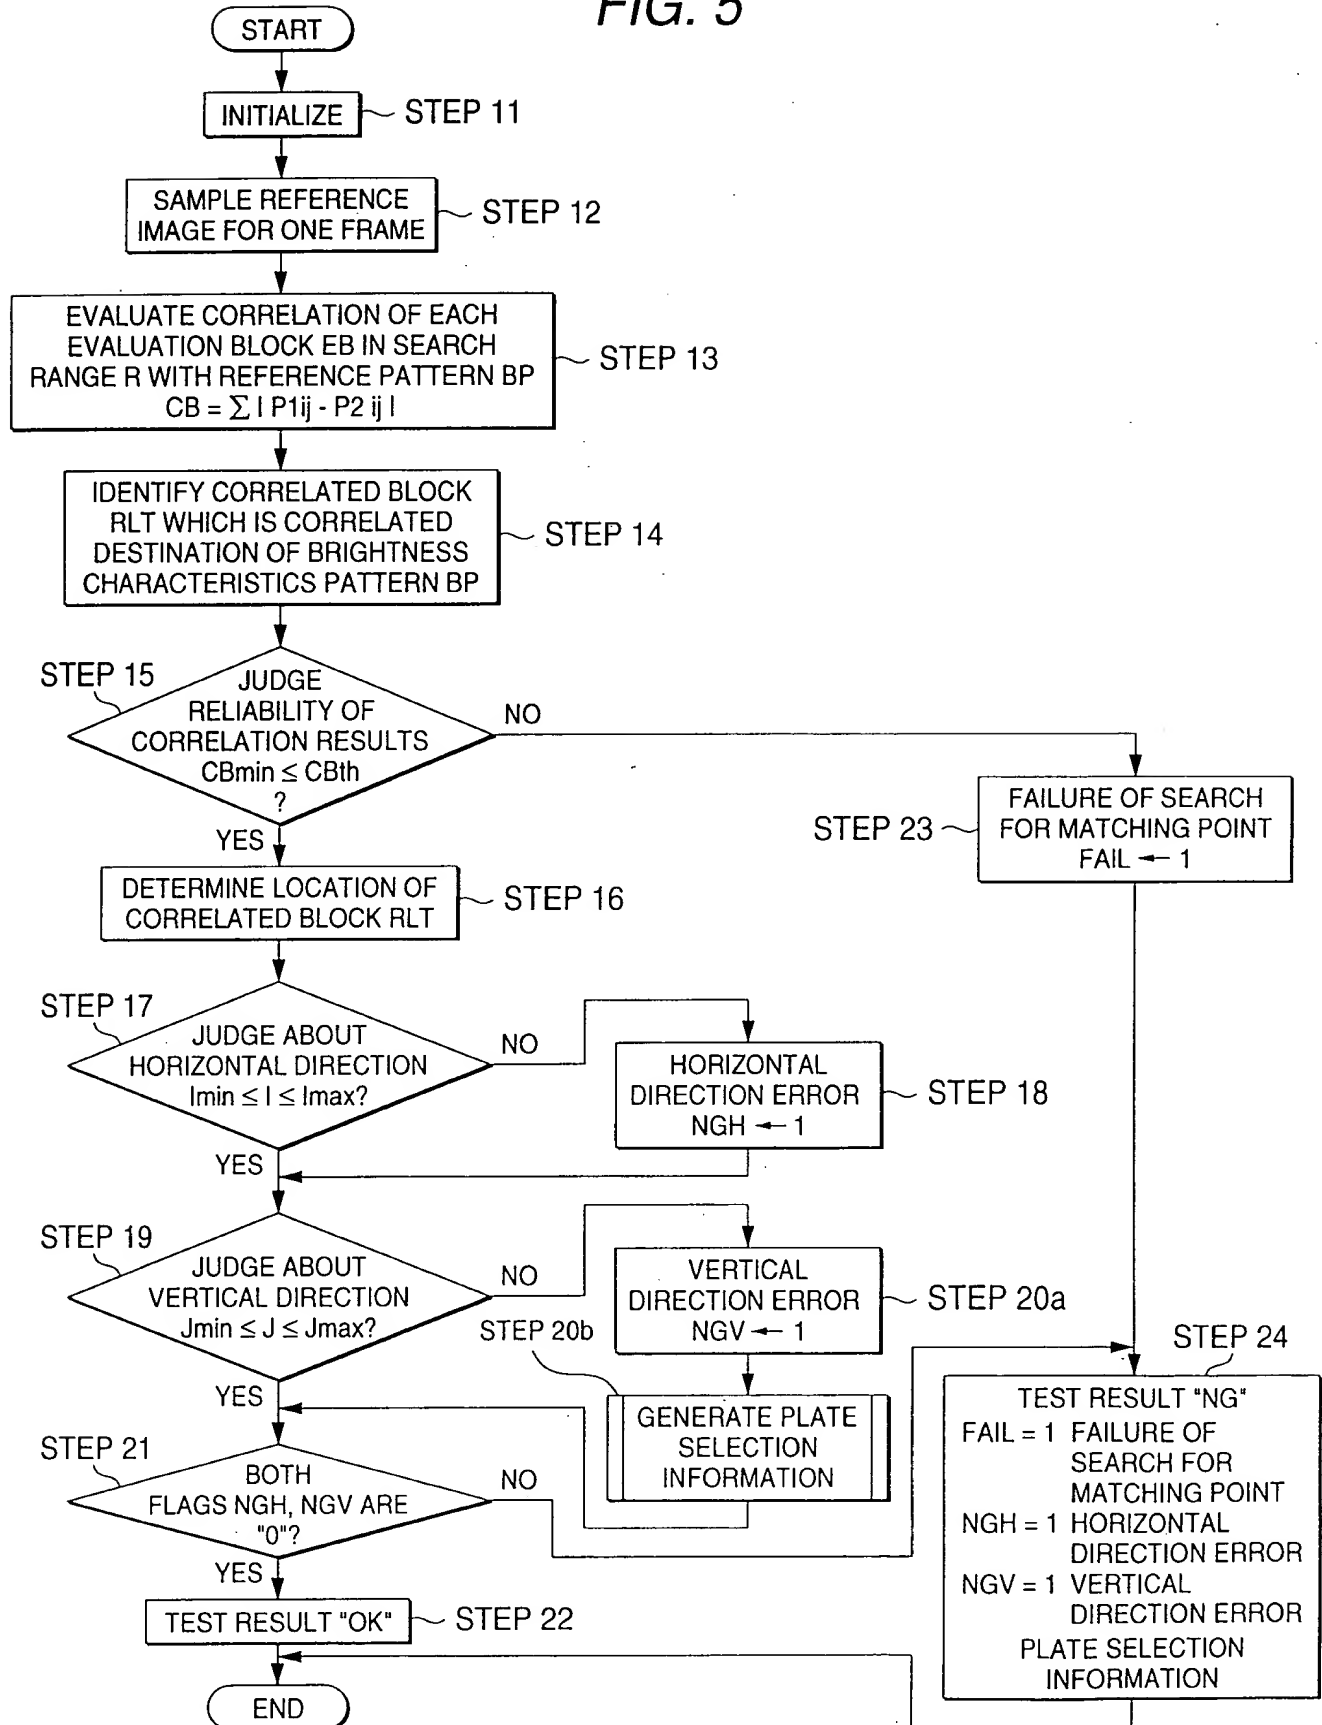 FIG. 5
START
INITIALIZE
STEP 11
SAMPLE REFERENCE
IMAGE FOR ONE FRAME
STEP 12
EVALUATE CORRELATION OF EACH
EVALUATION BLOCK EB IN SEARCH
RANGE R WITH REFERENCE PATTERN BP
CB = ∑ | P1ij - P2 ij |
STEP 13
IDENTIFY CORRELATED BLOCK
RLT WHICH IS CORRELATED
DESTINATION OF BRIGHTNESS
CHARACTERISTICS PATTERN BP
STEP 14
STEP 15
JUDGE
RELIABILITY OF
CORRELATION RESULTS
CBmin ≤ CBth
?
NO
YES
FAILURE OF SEARCH
FOR MATCHING POINT
FAIL ← 1
STEP 23
DETERMINE LOCATION OF
CORRELATED BLOCK RLT
STEP 16
STEP 17
JUDGE ABOUT
HORIZONTAL DIRECTION
Imin ≤ I ≤ Imax?
NO
YES
HORIZONTAL
DIRECTION ERROR
NGH ← 1
STEP 18
STEP 19
JUDGE ABOUT
VERTICAL DIRECTION
Jmin ≤ J ≤ Jmax?
NO
YES
VERTICAL
DIRECTION ERROR
NGV ← 1
STEP 20a
STEP 20b
GENERATE PLATE
SELECTION
INFORMATION
STEP 21
BOTH
FLAGS NGH, NGV ARE
"0"?
NO
YES
STEP 24
TEST RESULT "NG"
FAIL = 1 FAILURE OF
SEARCH FOR
MATCHING POINT
NGH = 1 HORIZONTAL
DIRECTION ERROR
NGV = 1 VERTICAL
DIRECTION ERROR
PLATE SELECTION
INFORMATION
TEST RESULT "OK"
STEP 22
END